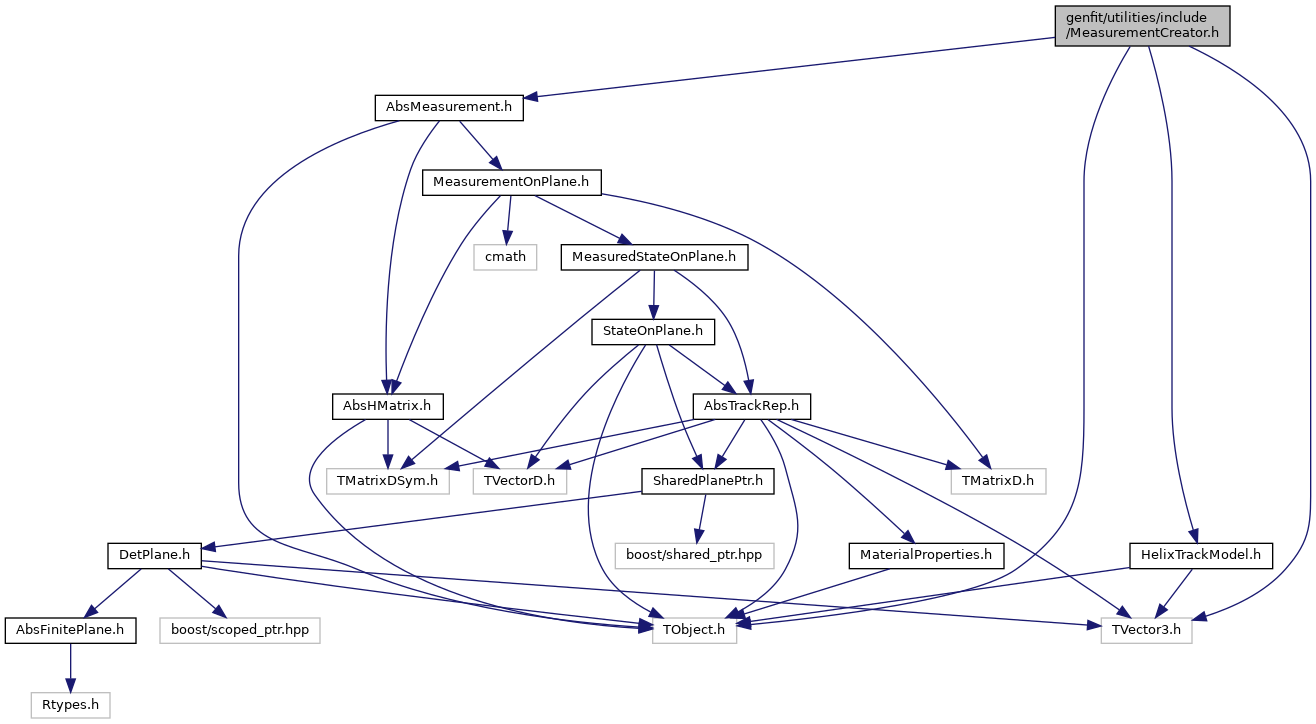 genfit/utilities/include
/MeasurementCreator.h
AbsMeasurement.h
MeasurementOnPlane.h
cmath
MeasuredStateOnPlane.h
StateOnPlane.h
AbsHMatrix.h
AbsTrackRep.h
TMatrixDSym.h
TVectorD.h
SharedPlanePtr.h
TMatrixD.h
DetPlane.h
boost/shared_ptr.hpp
MaterialProperties.h
HelixTrackModel.h
AbsFinitePlane.h
boost/scoped_ptr.hpp
TObject.h
TVector3.h
Rtypes.h